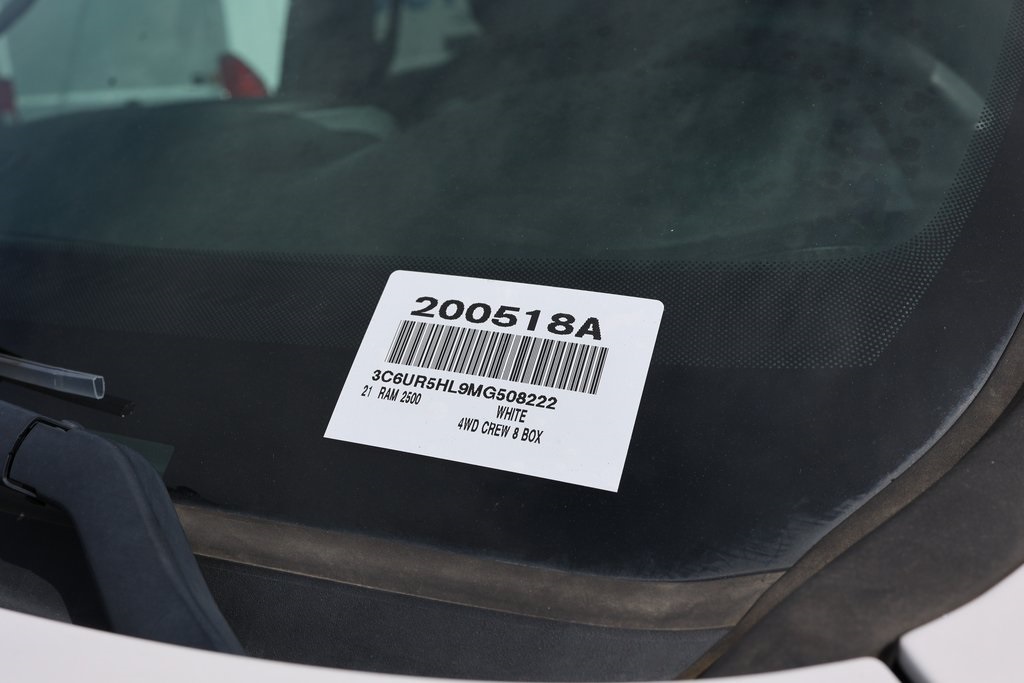 200518A
3C6UR5HL9MG508222
21 RAM 2500 WHITE
4WD CREW 8 BOX